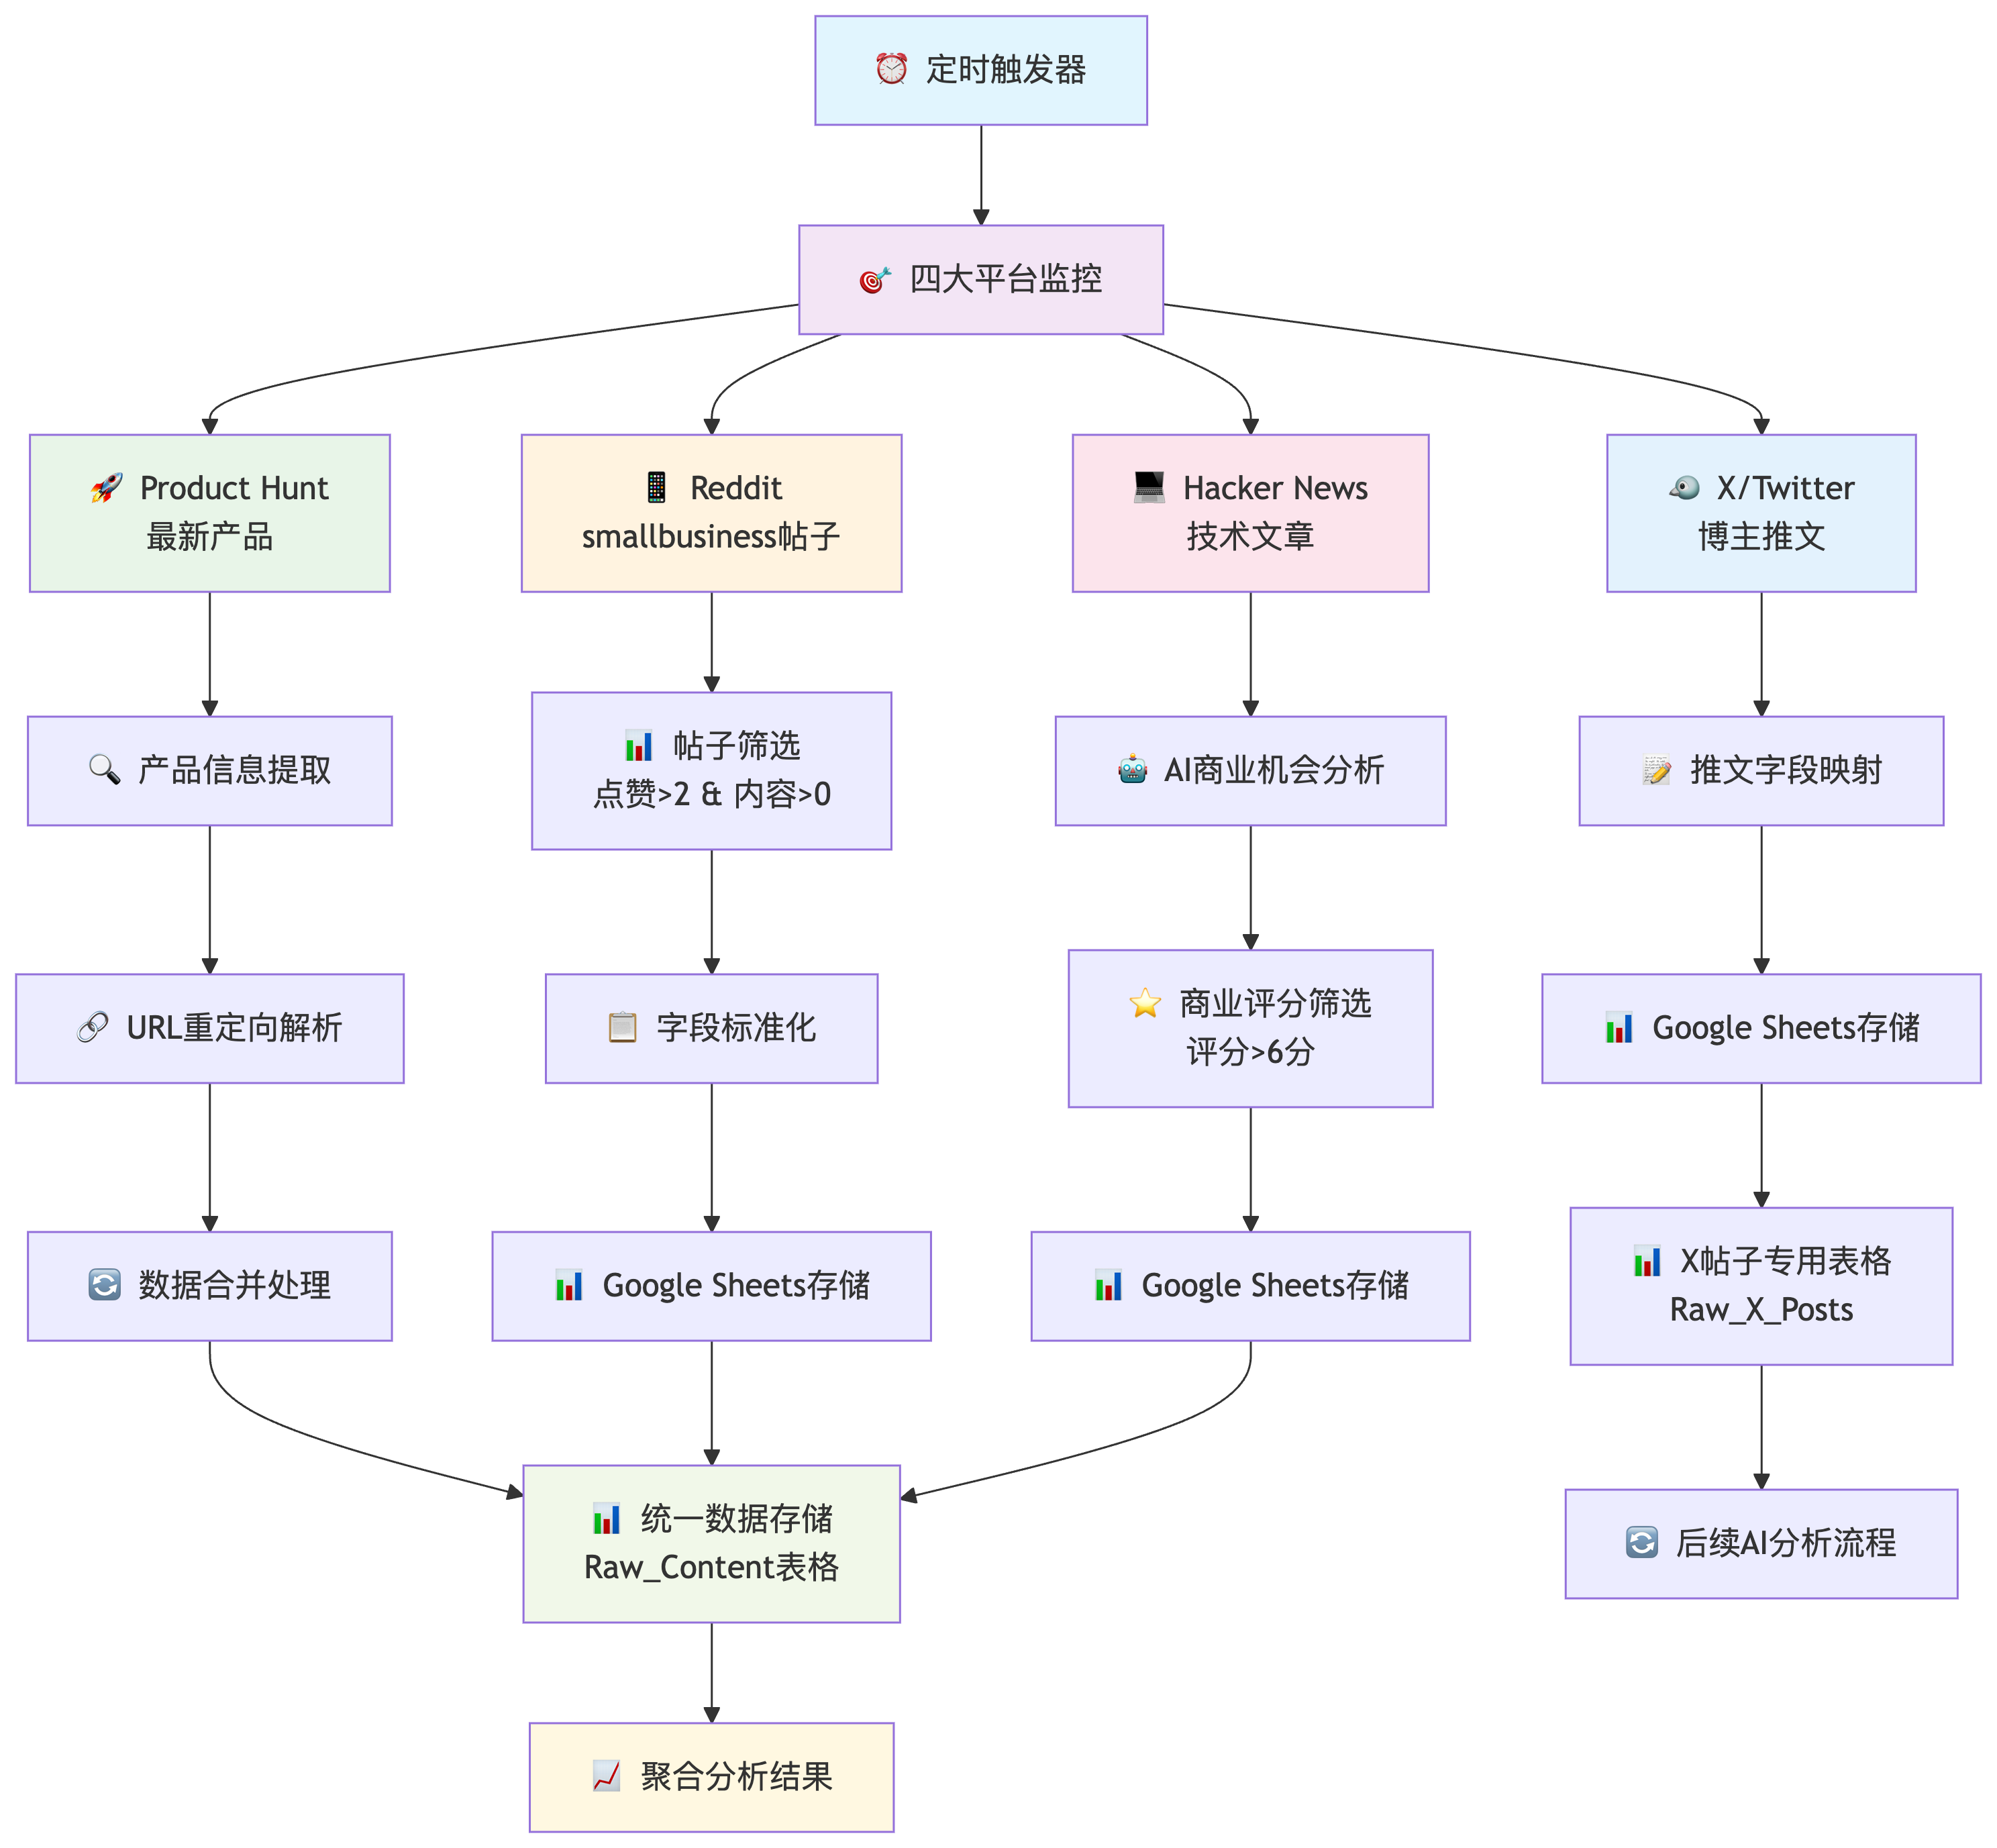 ⏰ 定时触发器
🎯 四大平台监控
🚀 Product Hunt
最新产品
📱 Reddit
smallbusiness帖子
💻 Hacker News
技术文章
🐦 X/Twitter
博主推文
🔍 产品信息提取
📊 帖子筛选
点赞>2 & 内容>0
🤖 AI商业机会分析
📝 推文字段映射
🔗 URL重定向解析
📋 字段标准化
⭐ 商业评分筛选
评分>6分
📊 Google Sheets存储
🔄 数据合并处理
📊 Google Sheets存储
📊 Google Sheets存储
📊 X帖子专用表格
Raw_X_Posts
📊 统一数据存储
Raw_Content表格
🔄 后续AI分析流程
📈 聚合分析结果